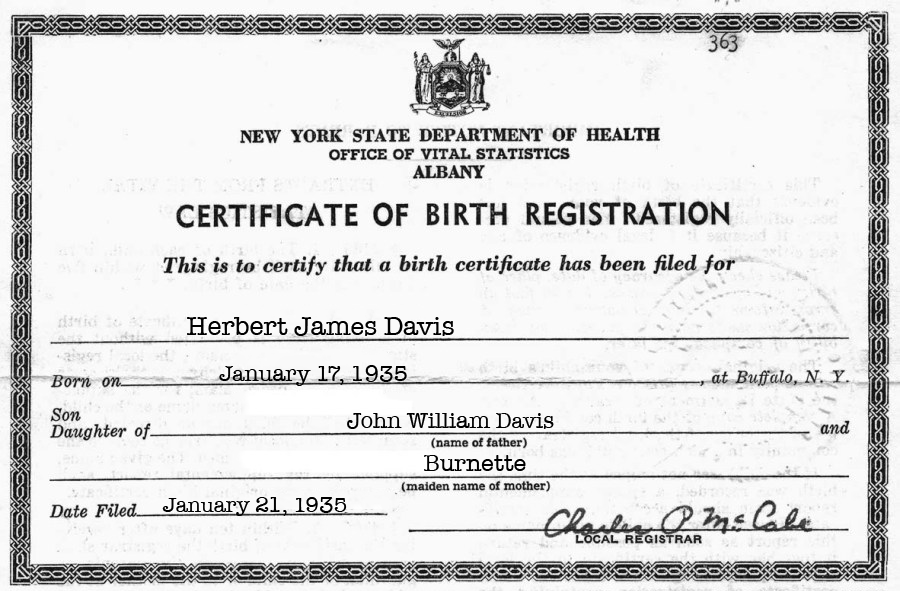 363
EXCELSIOR
NEW YORK STATE DEPARTMENT OF HEALTH
OFFICE OF VITAL STATISTICS
ALBANY
CERTIFICATE OF BIRTH REGISTRATION
This is to certify that a birth certificate has been filed for
Herbert James Davis
Born on January 17, 1935, at Buffalo, N. Y.
Son
Daughter of John William Davis and
(name of father)
Burnette
(maiden name of mother)
Date Filed January 21, 1935 Charles P. McCabe
LOCAL REGISTRAR